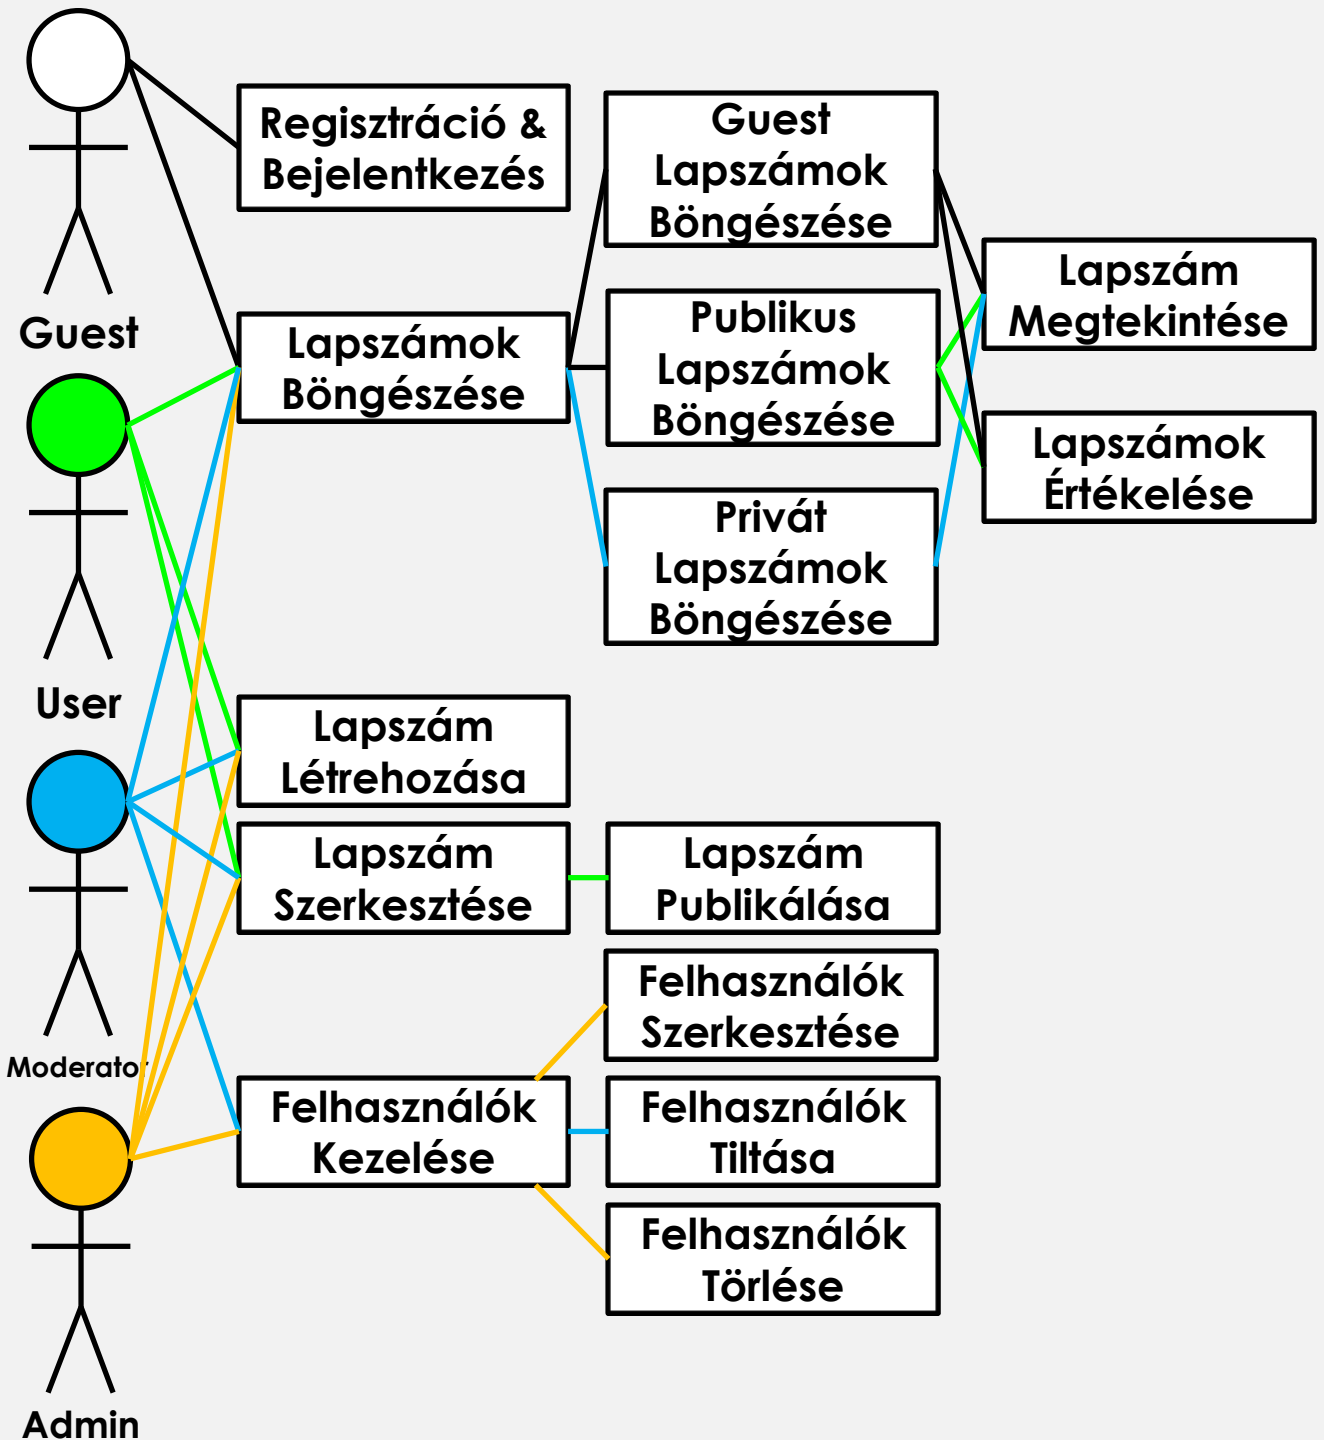 Guest
User
Moderator
Admin
Regisztráció &
Bejelentkezés
Lapszámok
Böngészése
Lapszám
Létrehozása
Lapszám
Szerkesztése
Felhasználók
Kezelése
Guest
Lapszámok
Böngészése
Publikus
Lapszámok
Böngészése
Privát
Lapszámok
Böngészése
Lapszám
Publikálása
Felhasználók
Szerkesztése
Felhasználók
Tiltása
Felhasználók
Törlése
Lapszám
Megtekintése
Lapszámok
Értékelése